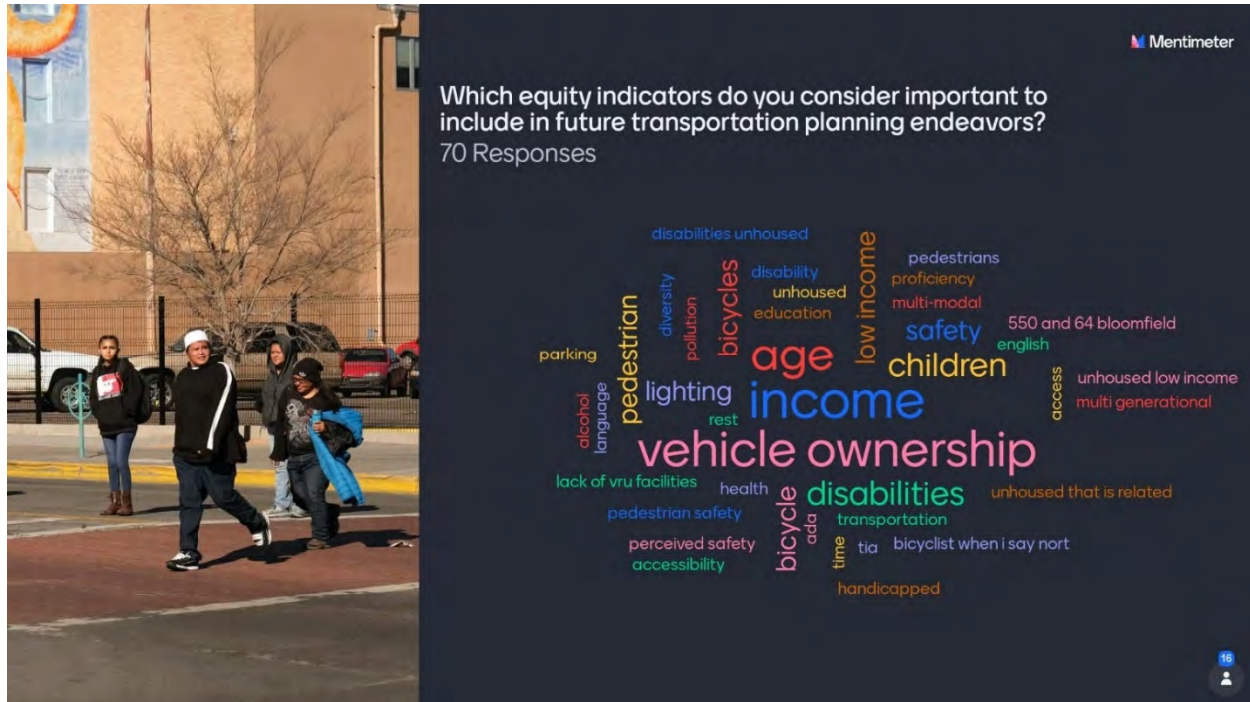 Mentimeter
Which equity indicators do you consider important to
include in future transportation planning endeavors?
70 Responses
disabilities unhoused
low income
pedestrians
bicycles
disability
proficiency
diversity
unhoused
multi-modal
pollution
education
pedestrian
safety
550 and 64 bloomfield
english
parking
age
children
access
unhoused low income
alcohol
language
lighting
income
multi generational
rest
vehicle ownership
lack of vru facilities
health
bicycle
disabilities
unhoused that is related
pedestrian safety
ada
transportation
perceived safety
time
tia
bicyclist when i say nort
accessibility
handicapped
16